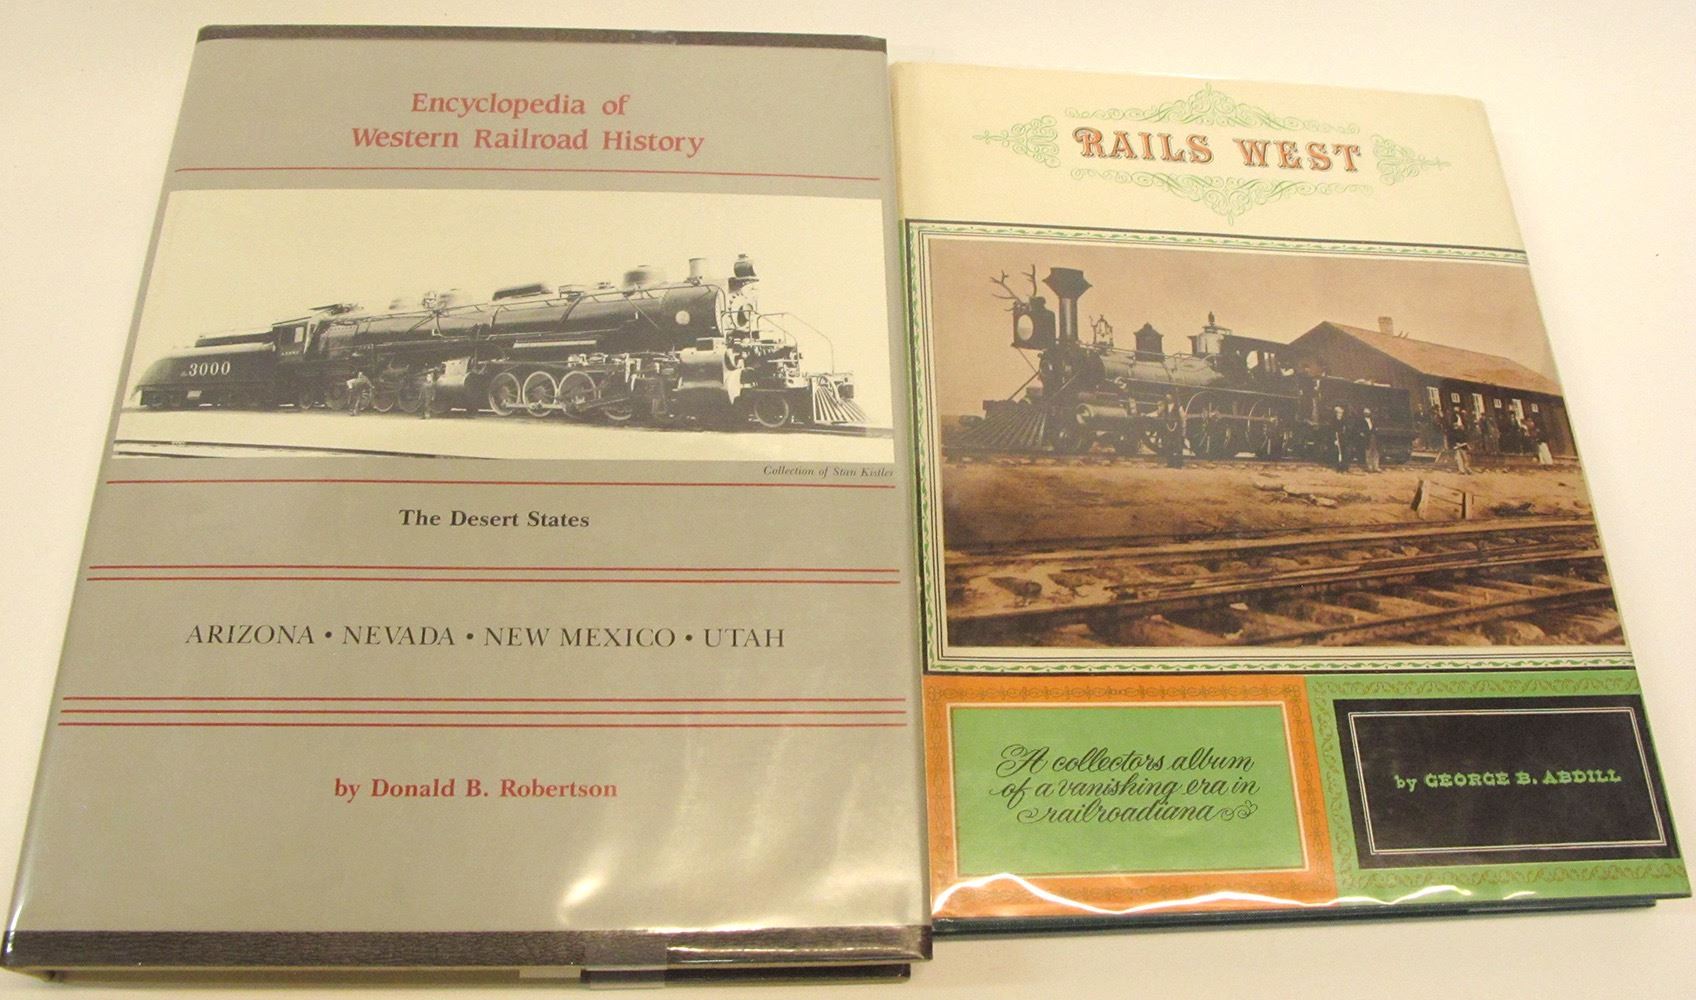 Encyclopedia of
Western Railroad History
3000
Collection of Stan Kistler
The Desert States
ARIZONA • NEVADA • NEW MEXICO • UTAH
by Donald B. Robertson
RAILS WEST
A collectors album
of a vanishing era in
railroadiana
by GEORGE B. ABDILL